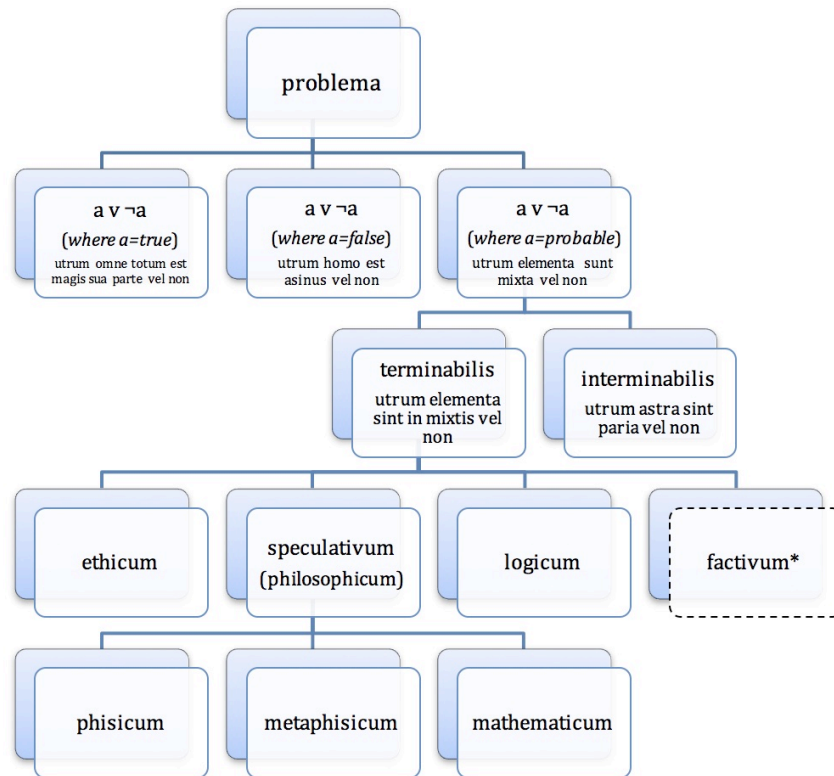 problema
a v ¬a
(where a=true)
utrum omne totum est
magis sua parte vel non
a v ¬a
(where a=false)
utrum homo est
asinus vel non
a v ¬a
(where a=probable)
utrum elementa sunt
mixta vel non
terminabilis
utrum elementa
sint in mixtis vel
non
interminabilis
utrum astra sint
paria vel non
ethicum
speculativum
(philosophicum)
logicum
factivum*
phisicum
metaphisicum
mathematicum